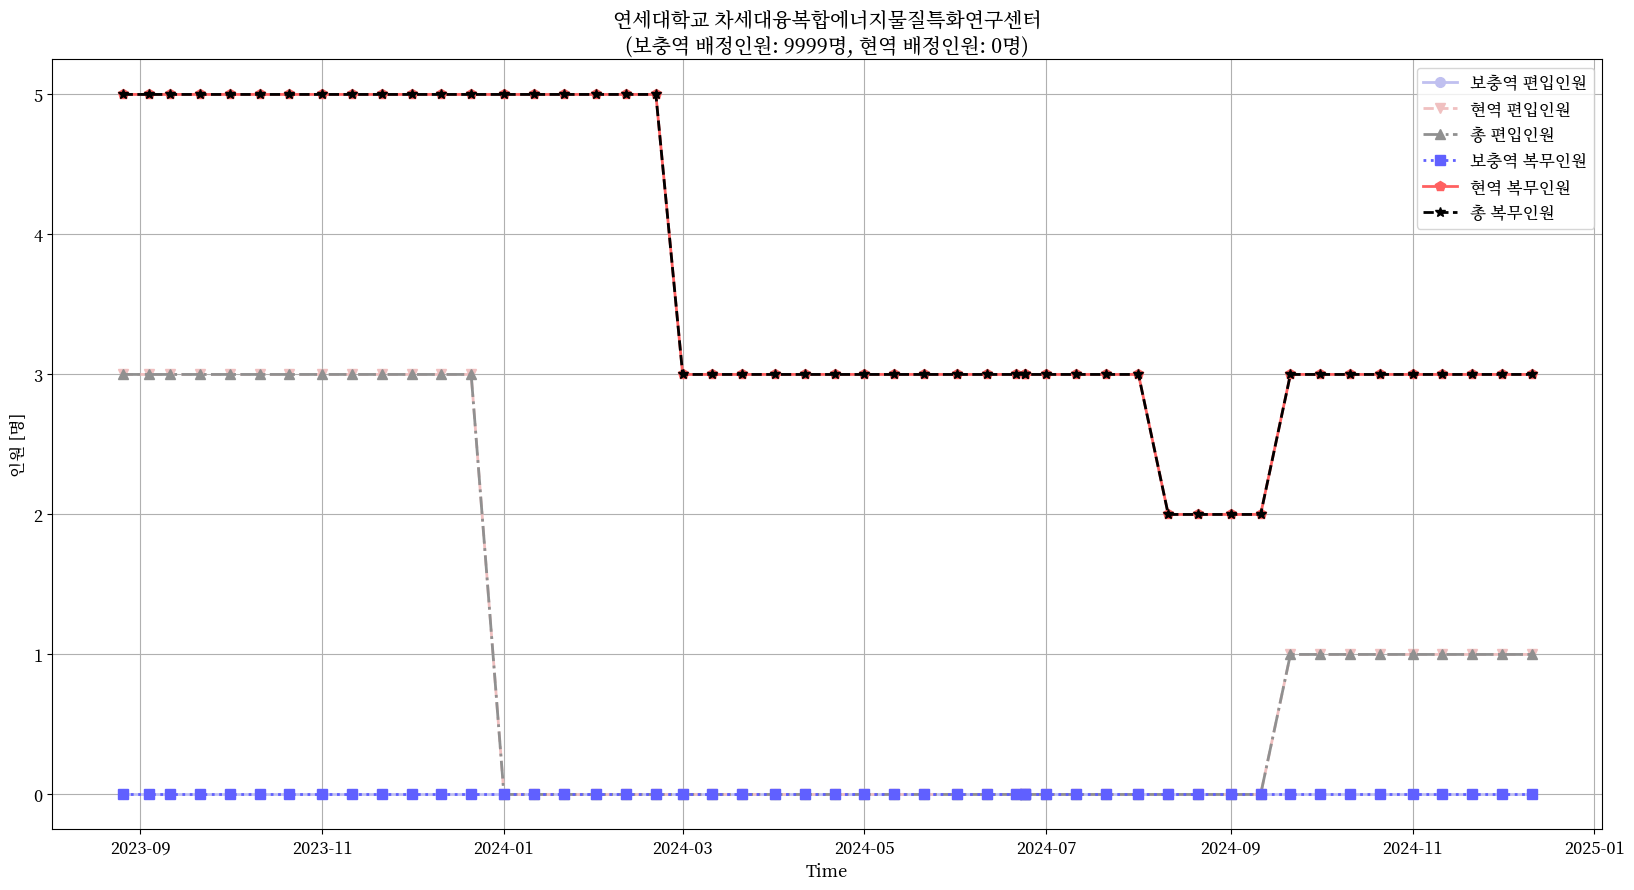 연세대학교 차세대융복합에너지물질특화연구센터
(보충역 배정인원: 9999명, 현역 배정인원: 0명)
보충역 편입인원
현역 편입인원
총 편입인원
보충역 복무인원
현역 복무인원
총 복무인원
인원 [명]
5
4
3
2
1
0
2023-09
2023-11
2024-01
2024-03
2024-05
2024-07
2024-09
2024-11
2025-01
Time